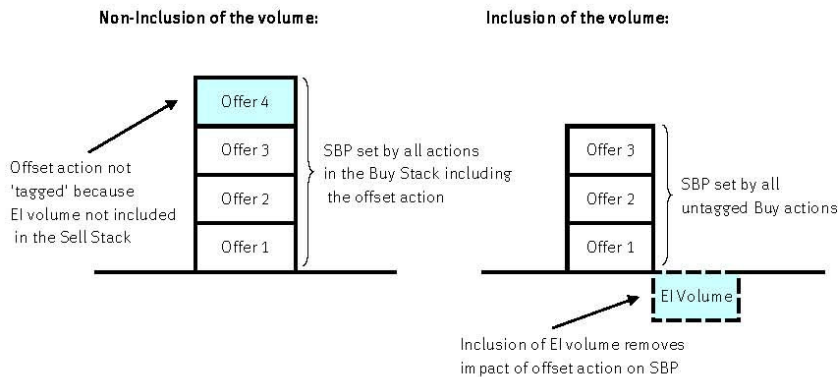 Non-Inclusion of the volume:
Offer 4
Offer 3
Offer 2
Offer 1
Offset action not
'tagged' because
EI volume not included
in the Sell Stack
SBP set by all actions
in the Buy Stack including
the offset action
Inclusion of the volume:
Offer 3
Offer 2
Offer 1
SBP set by all
untagged Buy actions
EI Volume
Inclusion of EI volume removes
impact of offset action on SBP